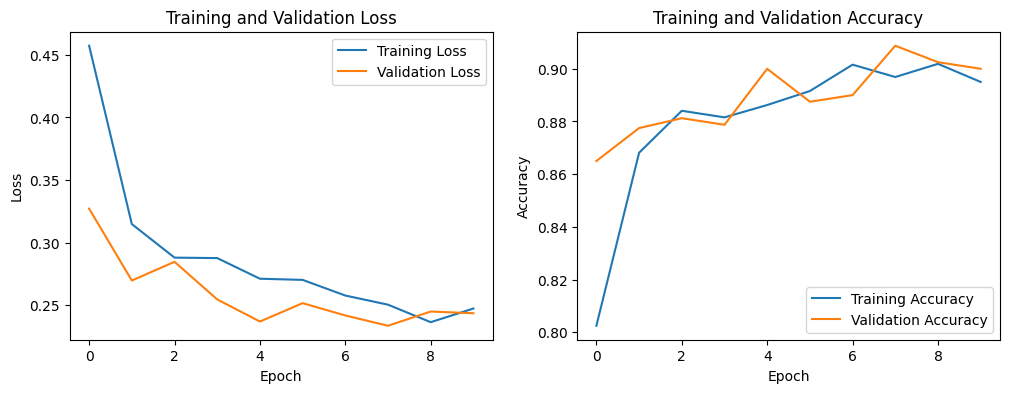 Training and Validation Loss
Training Loss
Validation Loss
0.45
0.40
0.35
0.30
0.25
Loss
0 2 4 6 8
Epoch
Training and Validation Accuracy
0.90
0.88
0.86
0.84
0.82
0.80
Accuracy
Training Accuracy
Validation Accuracy
0 2 4 6 8
Epoch